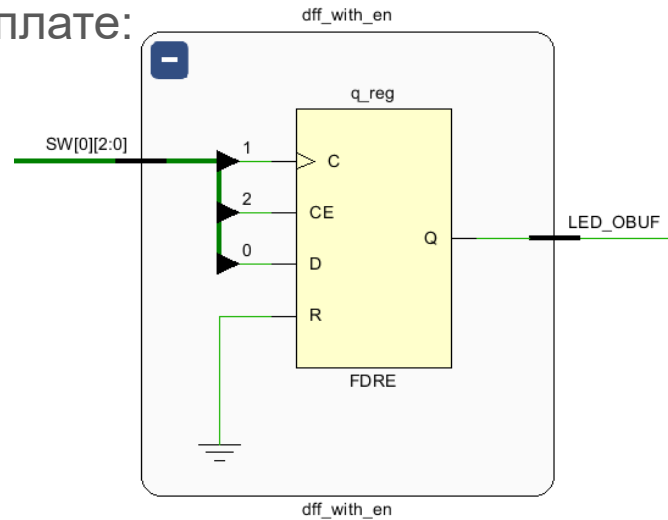 плате:
dff_with_en
q_reg
SW[0][2:0]
1
C
2
CE
0
D
R
Q
LED_OBUF
FDRE
dff_with_en